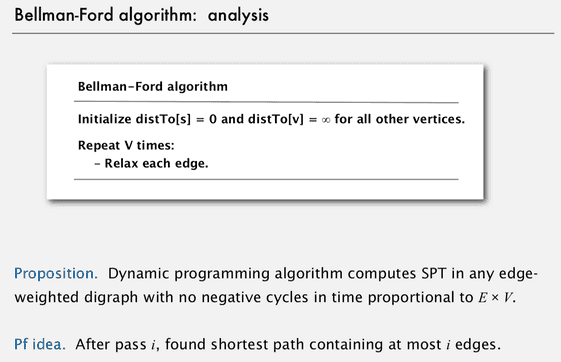 Bellman-Ford algorithm: analysis
Bellman-Ford algorithm
Initialize distTo[s] = 0 and distTo[v] = ∞ for all other vertices.
Repeat V times:
– Relax each edge.
Proposition. Dynamic programming algorithm computes SPT in any edge-
weighted digraph with no negative cycles in time proportional to E × V.
Pf idea. After pass i, found shortest path containing at most i edges.